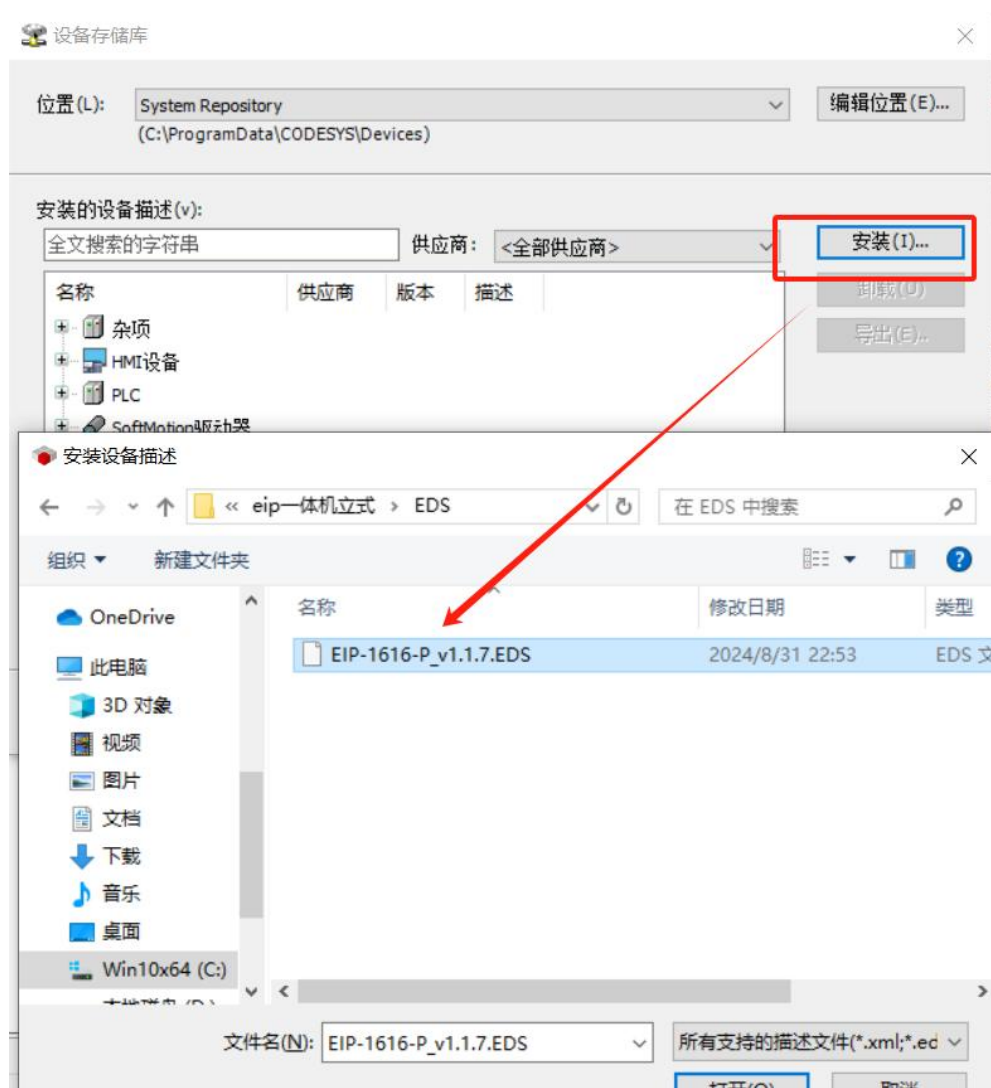 设备存储库
位置(L): System Repository 编辑位置(E)...
(C:\ProgramData\CODESYS\Devices)
安装的设备描述(v):
全文搜索的字符串 供应商: <全部供应商> 安装(I)...
名称 供应商 版本 描述 卸载(U)
杂项
HMI设备 导出(E)..
PLC
SoftMotion驱动器
安装设备描述
« eip一体机立式 › EDS 在 EDS 中搜索
组织 新建文件夹
名称 修改日期 类型
OneDrive
EIP-1616-P_v1.1.7.EDS 2024/8/31 22:53 EDS 文
此电脑
3D 对象
视频
图片
文档
下载
音乐
桌面
Win10x64 (C:)
本地磁盘 (D:)
文件名(N): EIP-1616-P_v1.1.7.EDS 所有支持的描述文件(*.xml;*.ed
打开(O) 取消